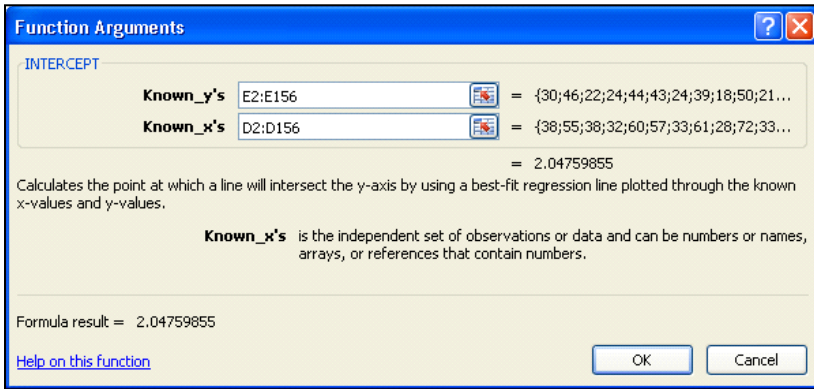 Function Arguments
INTERCEPT
Known_y's E2:E156 = {30;46;22;24;44;43;24;39;18;50;21...
Known_x's D2:D156 = {38;55;38;32;60;57;33;61;28;72;33...
= 2.04759855
Calculates the point at which a line will intersect the y-axis by using a best-fit regression line plotted through the known
x-values and y-values.
Known_x's is the independent set of observations or data and can be numbers or names,
arrays, or references that contain numbers.
Formula result = 2.04759855
Help on this function OK Cancel